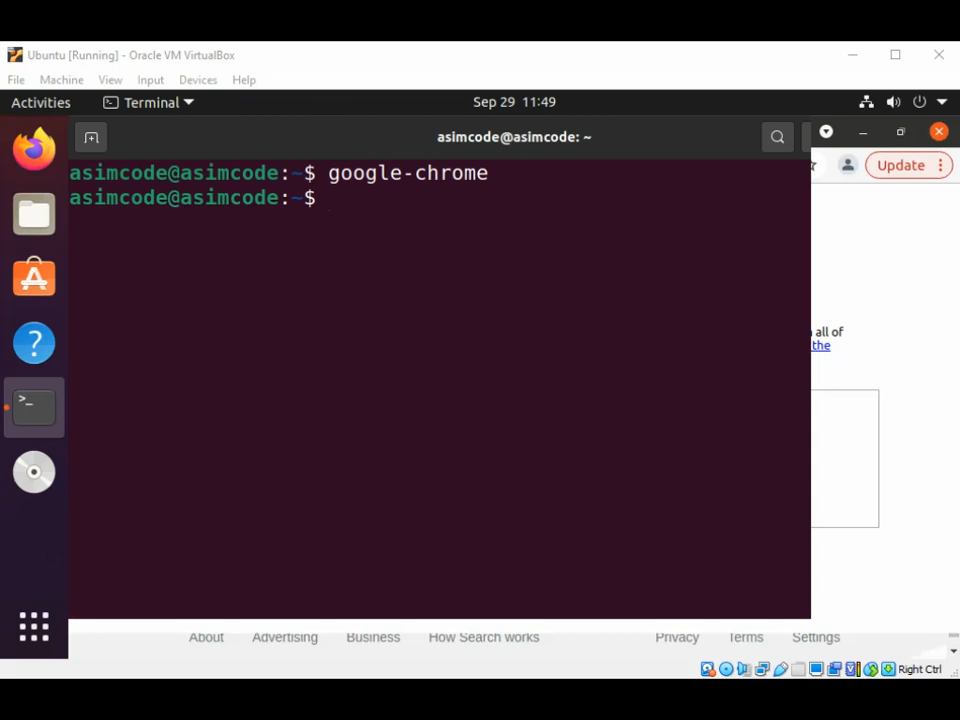 Ubuntu [Running] - Oracle VM VirtualBox
File Machine View Input Devices Help
Activities Terminal Sep 29 11:49
asimcode@asimcode: ~
asimcode@asimcode:~$ google-chrome
asimcode@asimcode:~$
Update
all of
the
About Advertising Business How Search works Privacy Terms Settings
Right Ctrl